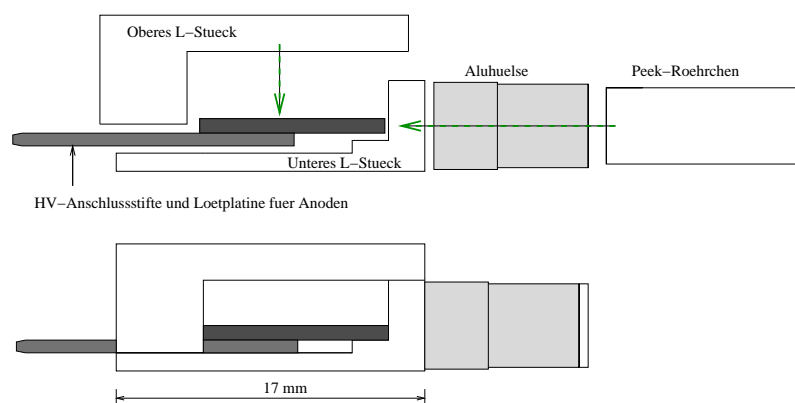 Oberes L−Stueck
Aluhuelse
Peek−Roehrchen
Unteres L−Stueck
HV−Anschlussstifte und Loetplatine fuer Anoden
17 mm